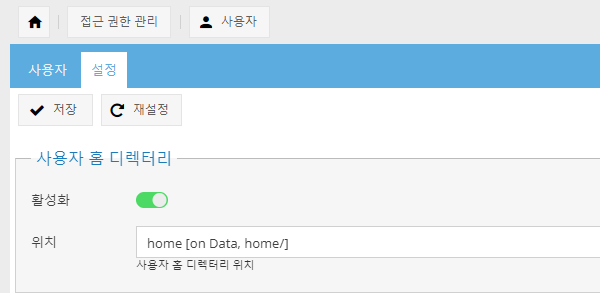 접근 권한 관리
사용자
사용자
설정
저장
재설정
사용자 홈 디렉터리
활성화
위치
home [on Data, home/]
사용자 홈 디렉터리 위치